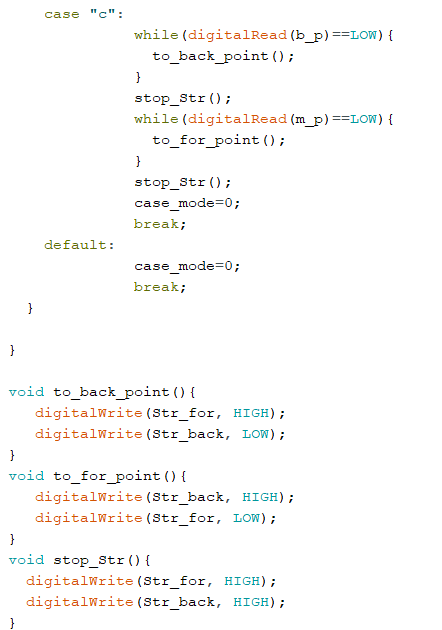 case "c":
while(digitalRead(b_p)==LOW){
to_back_point();
}
stop_Str();
while(digitalRead(m_p)==LOW){
to_for_point();
}
stop_Str();
case_mode=0;
break;
default:
case_mode=0;
break;
}
}
void to_back_point(){
digitalWrite(Str_for, HIGH);
digitalWrite(Str_back, LOW);
}
void to_for_point(){
digitalWrite(Str_back, HIGH);
digitalWrite(Str_for, LOW);
}
void stop_Str(){
digitalWrite(Str_for, HIGH);
digitalWrite(Str_back, HIGH);
}